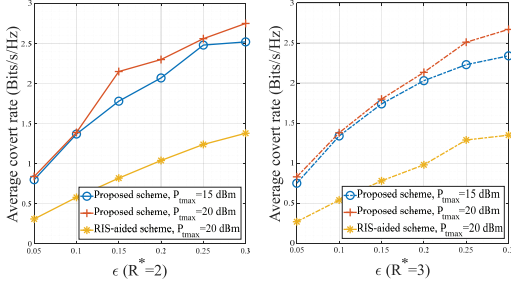 Average covert rate (Bits/s/Hz)
3
2.5
2
1.5
1
0.5
0
Proposed scheme, P_tmax=15 dBm
Proposed scheme, P_tmax=20 dBm
RIS-aided scheme, P_tmax=20 dBm
0.05 0.1 0.15 0.2 0.25 0.3
ϵ (R*=2)
Average covert rate (Bits/s/Hz)
3
2.5
2
1.5
1
0.5
0
Proposed scheme, P_tmax=15 dBm
Proposed scheme, P_tmax=20 dBm
RIS-aided scheme, P_tmax=20 dBm
0.05 0.1 0.15 0.2 0.25 0.3
ϵ (R*=3)